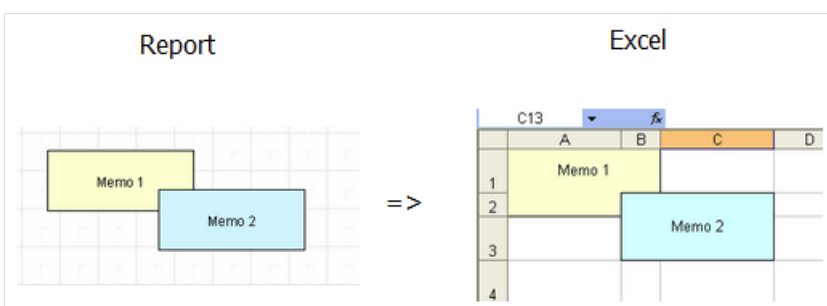 Report
Excel
Memo 1
Memo 2
=>
C13 fx
A B C D
1 Memo 1
2
Memo 2
3
4